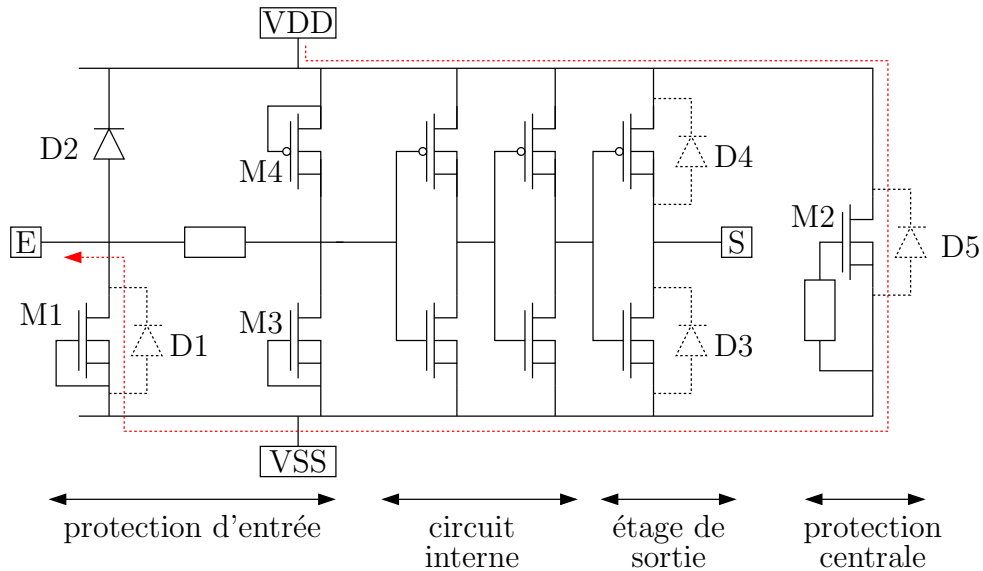 VDD
D2
M4
D4
M2
E
S
D5
M1
M3
D1
D3
VSS
protection d'entrée
circuit
interne
étage de
sortie
protection
centrale